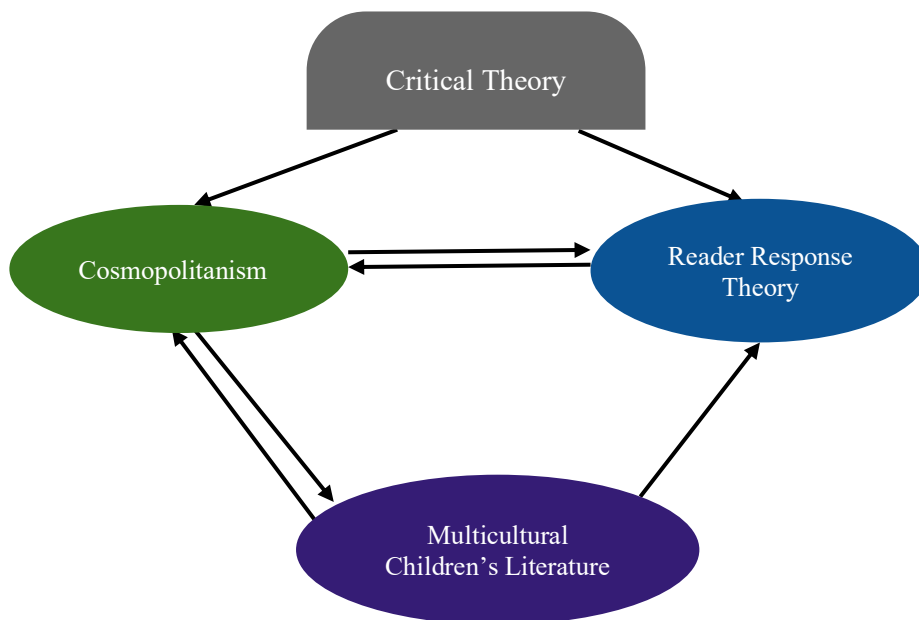 Critical Theory
Cosmopolitanism
Reader Response
Theory
Multicultural
Children’s Literature